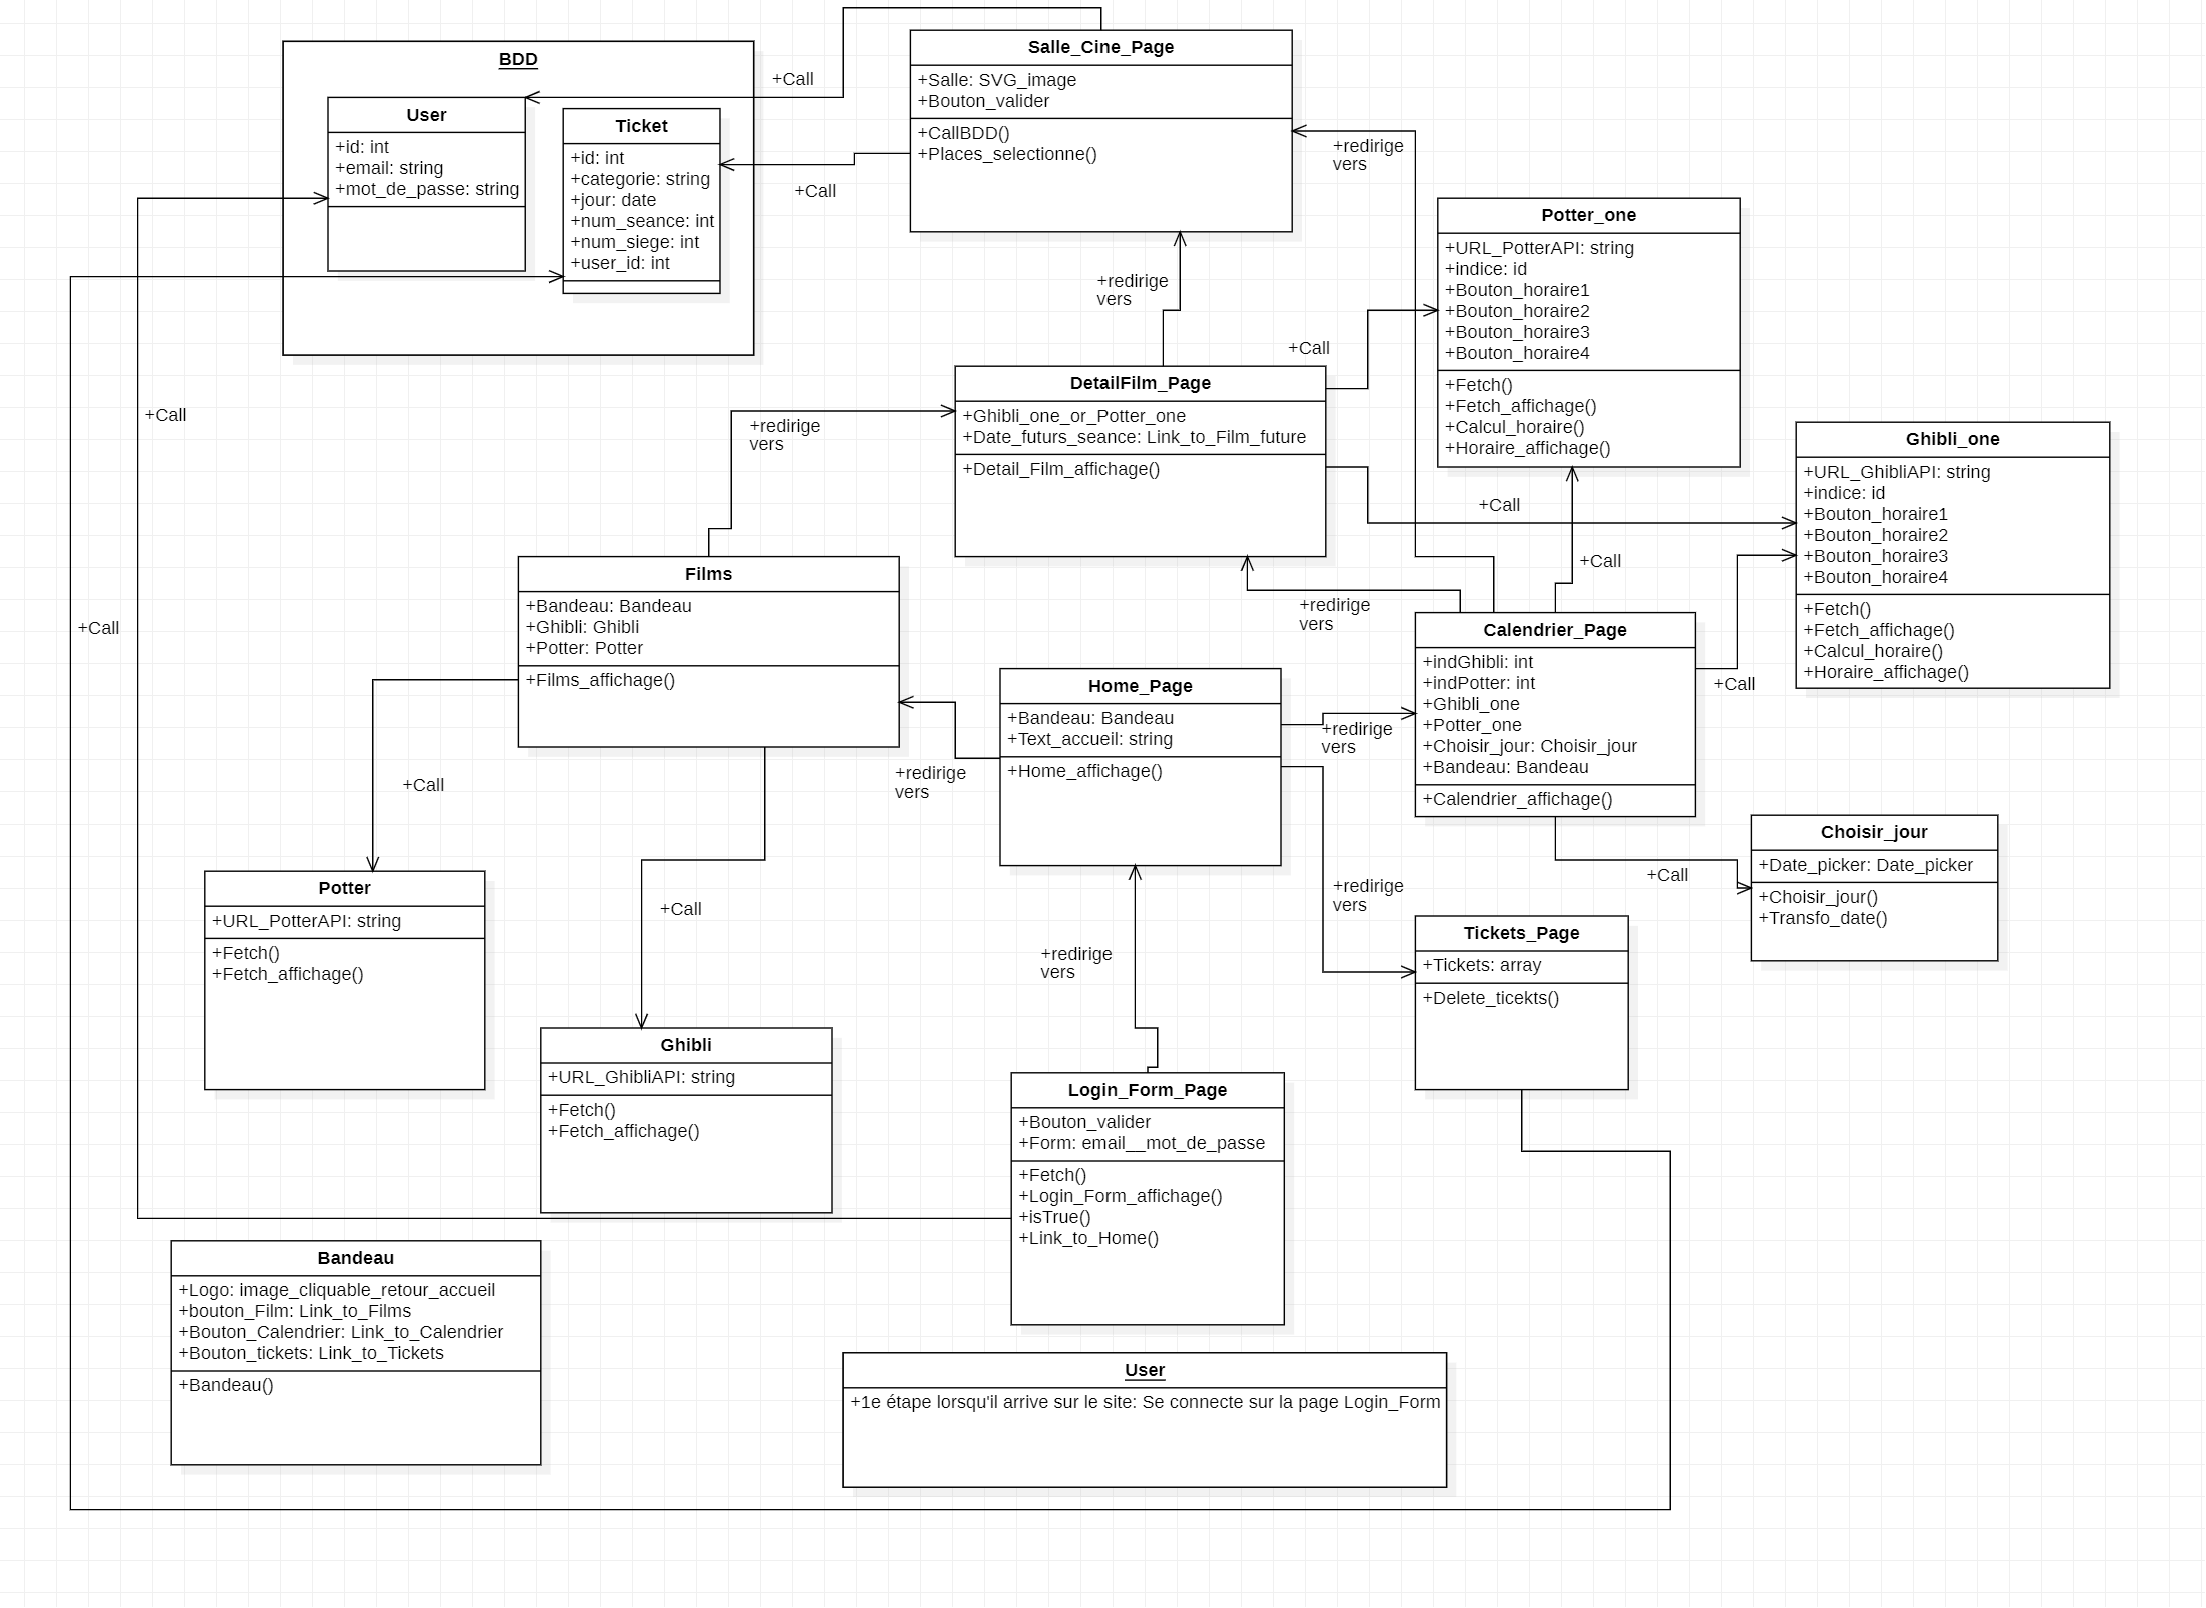 Salle_Cine_Page
+Salle: SVG_image
+Bouton_valider
+CallBDD()
+Places_selectionne()
BDD
+Call
User
+id: int
+email: string
+mot_de_passe: string
Ticket
+id: int
+categorie: string
+jour: date
+num_seance: int
+num_siege: int
+user_id: int
+Call
+redirige
vers
Potter_one
+URL_PotterAPI: string
+indice: id
+Bouton_horaire1
+Bouton_horaire2
+Bouton_horaire3
+Bouton_horaire4
+Fetch()
+Fetch_affichage()
+Calcul_horaire()
+Horaire_affichage()
+redirige
vers
+Call
DetailFilm_Page
+Ghibli_one_or_Potter_one
+Date_futurs_seance: Link_to_Film_future
+Detail_Film_affichage()
+Call
+redirige
vers
Ghibli_one
+URL_GhibliAPI: string
+indice: id
+Bouton_horaire1
+Bouton_horaire2
+Bouton_horaire3
+Bouton_horaire4
+Fetch()
+Fetch_affichage()
+Calcul_horaire()
+Horaire_affichage()
+Call
+Call
Films
+Bandeau: Bandeau
+Ghibli: Ghibli
+Potter: Potter
+Films_affichage()
+redirige
vers
+Call
Calendrier_Page
+indGhibli: int
+indPotter: int
+Ghibli_one
+Potter_one
+Choisir_jour: Choisir_jour
+Bandeau: Bandeau
+Calendrier_affichage()
+Call
Home_Page
+Bandeau: Bandeau
+Text_accueil: string
+Home_affichage()
+redirige
vers
+redirige
vers
+Call
Choisir_jour
+Date_picker: Date_picker
+Choisir_jour()
+Transfo_date()
+Call
+redirige
vers
Potter
+URL_PotterAPI: string
+Fetch()
+Fetch_affichage()
+Call
+redirige
vers
Tickets_Page
+Tickets: array
+Delete_ticekts()
Ghibli
+URL_GhibliAPI: string
+Fetch()
+Fetch_affichage()
Login_Form_Page
+Bouton_valider
+Form: email__mot_de_passe
+Fetch()
+Login_Form_affichage()
+isTrue()
+Link_to_Home()
Bandeau
+Logo: image_cliquable_retour_accueil
+bouton_Film: Link_to_Films
+Bouton_Calendrier: Link_to_Calendrier
+Bouton_tickets: Link_to_Tickets
+Bandeau()
User
+1e étape lorsqu'il arrive sur le site: Se connecte sur la page Login_Form